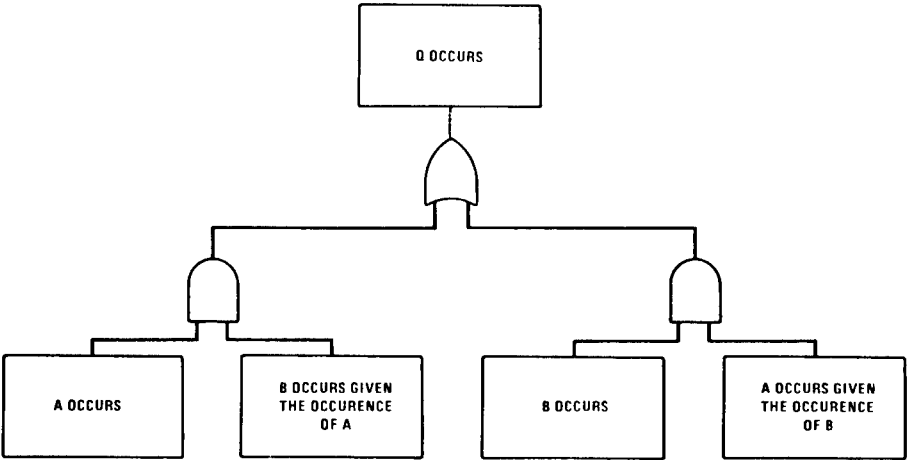 Q OCCURS
A OCCURS
B OCCURS GIVEN
THE OCCURENCE
OF A
B OCCURS
A OCCURS GIVEN
THE OCCURENCE
OF B